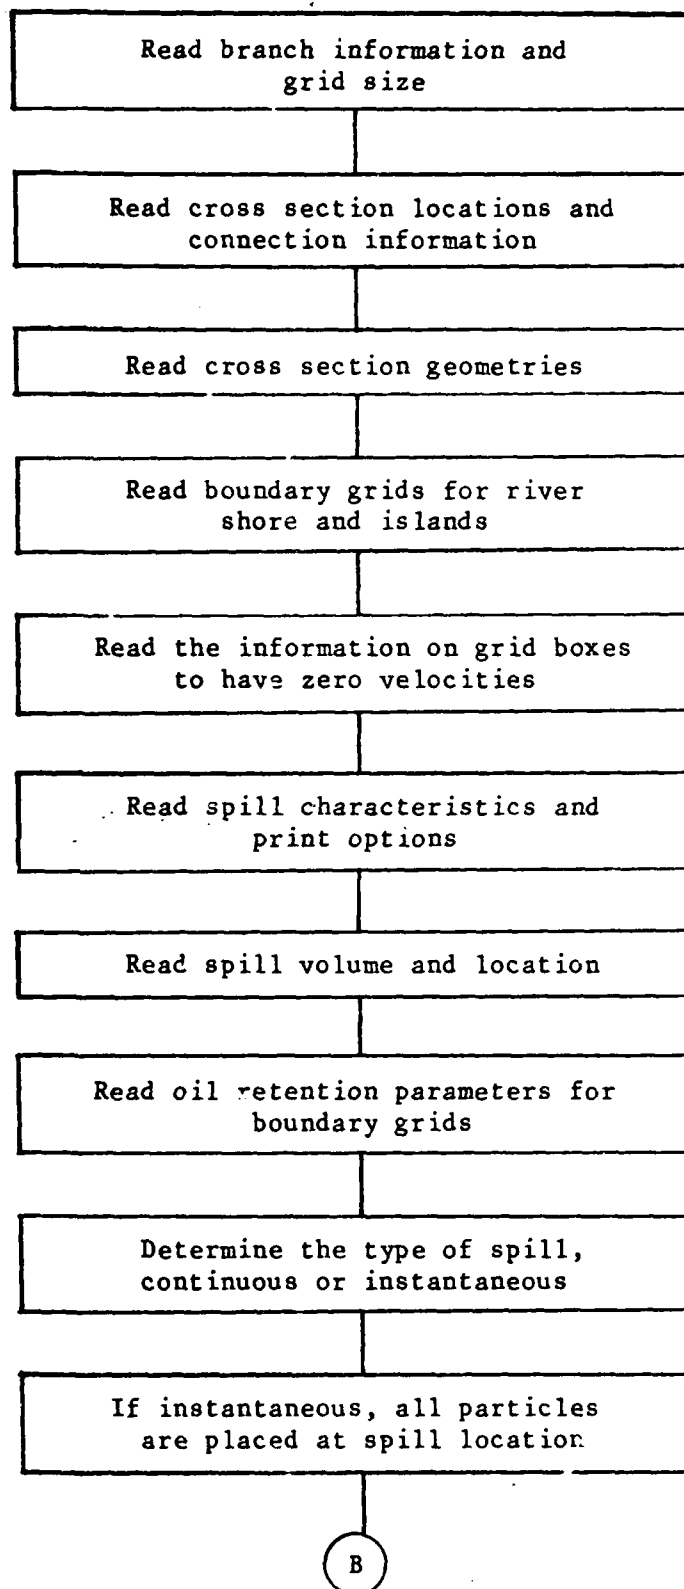 Read branch information and
grid size
Read cross section locations and
connection information
Read cross section geometries
Read boundary grids for river
shore and islands
Read the information on grid boxes
to have zero velocities
Read spill characteristics and
print options
Read spill volume and location
Read oil retention parameters for
boundary grids
Determine the type of spill,
continuous or instantaneous
If instantaneous, all particles
are placed at spill location
B